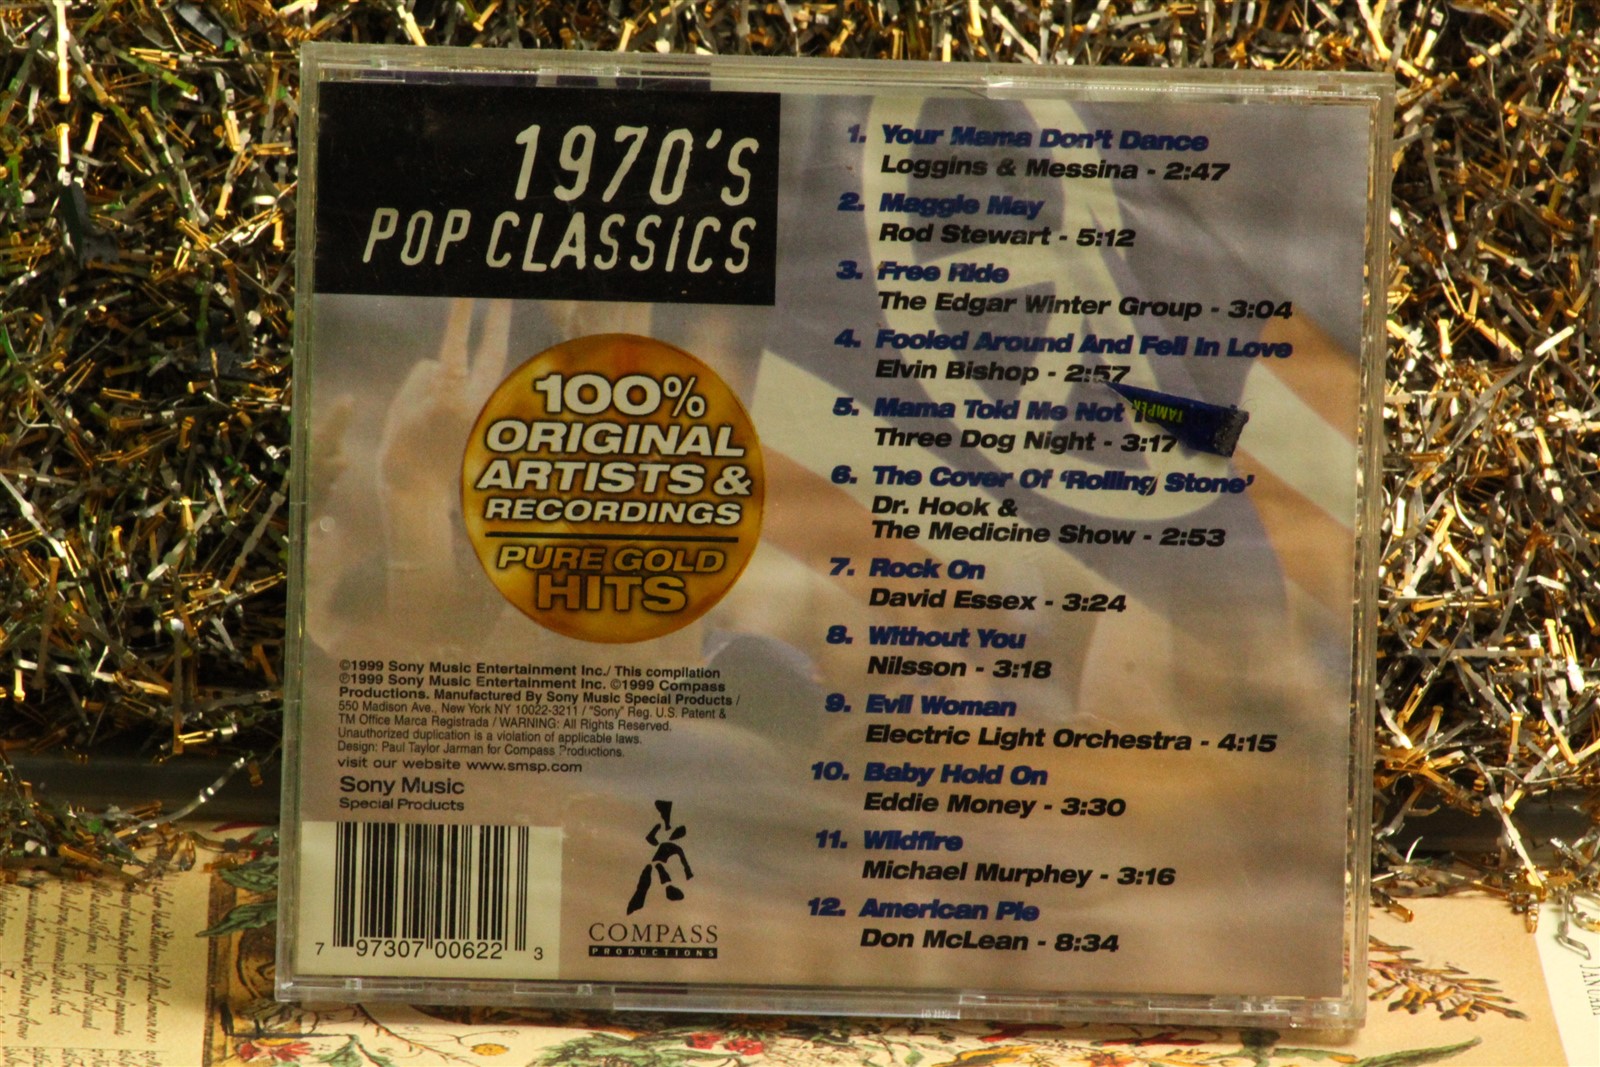 1970's
POP CLASSICS
100%
ORIGINAL
ARTISTS &
RECORDINGS
PURE GOLD
HITS
©1999 Sony Music Entertainment Inc./ This compilation
℗1999 Sony Music Entertainment Inc. ©1999 Compass
Productions. Manufactured By Sony Music Special Products /
550 Madison Ave., New York NY 10022-3211 / "Sony" Reg. U.S. Patent &
TM Office Marca Registrada / WARNING: All Rights Reserved.
Unauthorized duplication is a violation of applicable laws.
Design: Paul Taylor Jarman for Compass Productions.
visit our website www.smsp.com
Sony Music
Special Products
7 97307 00622 3
COMPASS
PRODUCTIONS
1. Your Mama Don't Dance
Loggins & Messina - 2:47
2. Maggie May
Rod Stewart - 5:12
3. Free Ride
The Edgar Winter Group - 3:04
4. Fooled Around And Fell In Love
Elvin Bishop - 2:57
5. Mama Told Me Not
TAMPER
Three Dog Night - 3:17
6. The Cover Of 'Rolling Stone'
Dr. Hook &
The Medicine Show - 2:53
7. Rock On
David Essex - 3:24
8. Without You
Nilsson - 3:18
9. Evil Woman
Electric Light Orchestra - 4:15
10. Baby Hold On
Eddie Money - 3:30
11. Wildfire
Michael Murphey - 3:16
12. American Pie
Don McLean - 8:34